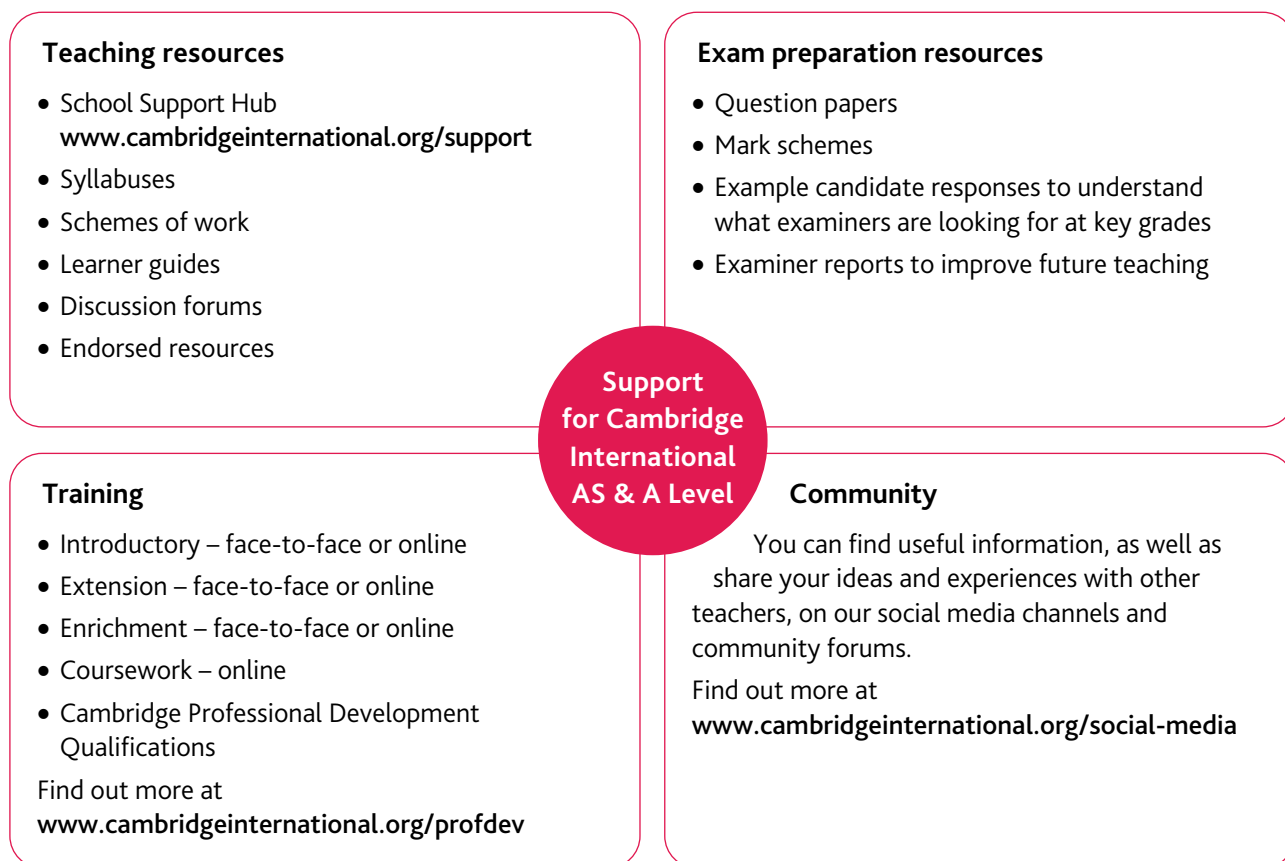 Teaching resources
• School Support Hub
www.cambridgeinternational.org/support
• Syllabuses
• Schemes of work
• Learner guides
• Discussion forums
• Endorsed resources
Exam preparation resources
• Question papers
• Mark schemes
• Example candidate responses to understand
what examiners are looking for at key grades
• Examiner reports to improve future teaching
Support
for Cambridge
International
AS & A Level
Training
• Introductory – face-to-face or online
• Extension – face-to-face or online
• Enrichment – face-to-face or online
• Coursework – online
• Cambridge Professional Development
Qualifications
Find out more at
www.cambridgeinternational.org/profdev
Community
You can find useful information, as well as
share your ideas and experiences with other
teachers, on our social media channels and
community forums.
Find out more at
www.cambridgeinternational.org/social-media